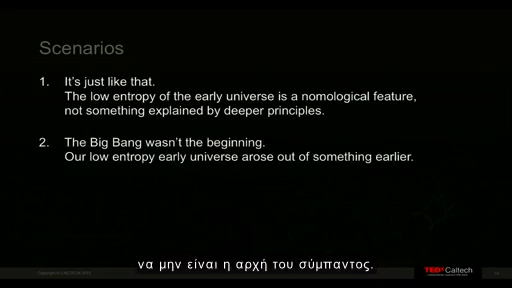 Scenarios
1. It's just like that.
The low entropy of the early universe is a nomological feature,
not something explained by deeper principles.
2. The Big Bang wasn't the beginning.
Our low entropy early universe arose out of something earlier.
να μην είναι η αρχή του σύμπαντος.
TEDxCaltech